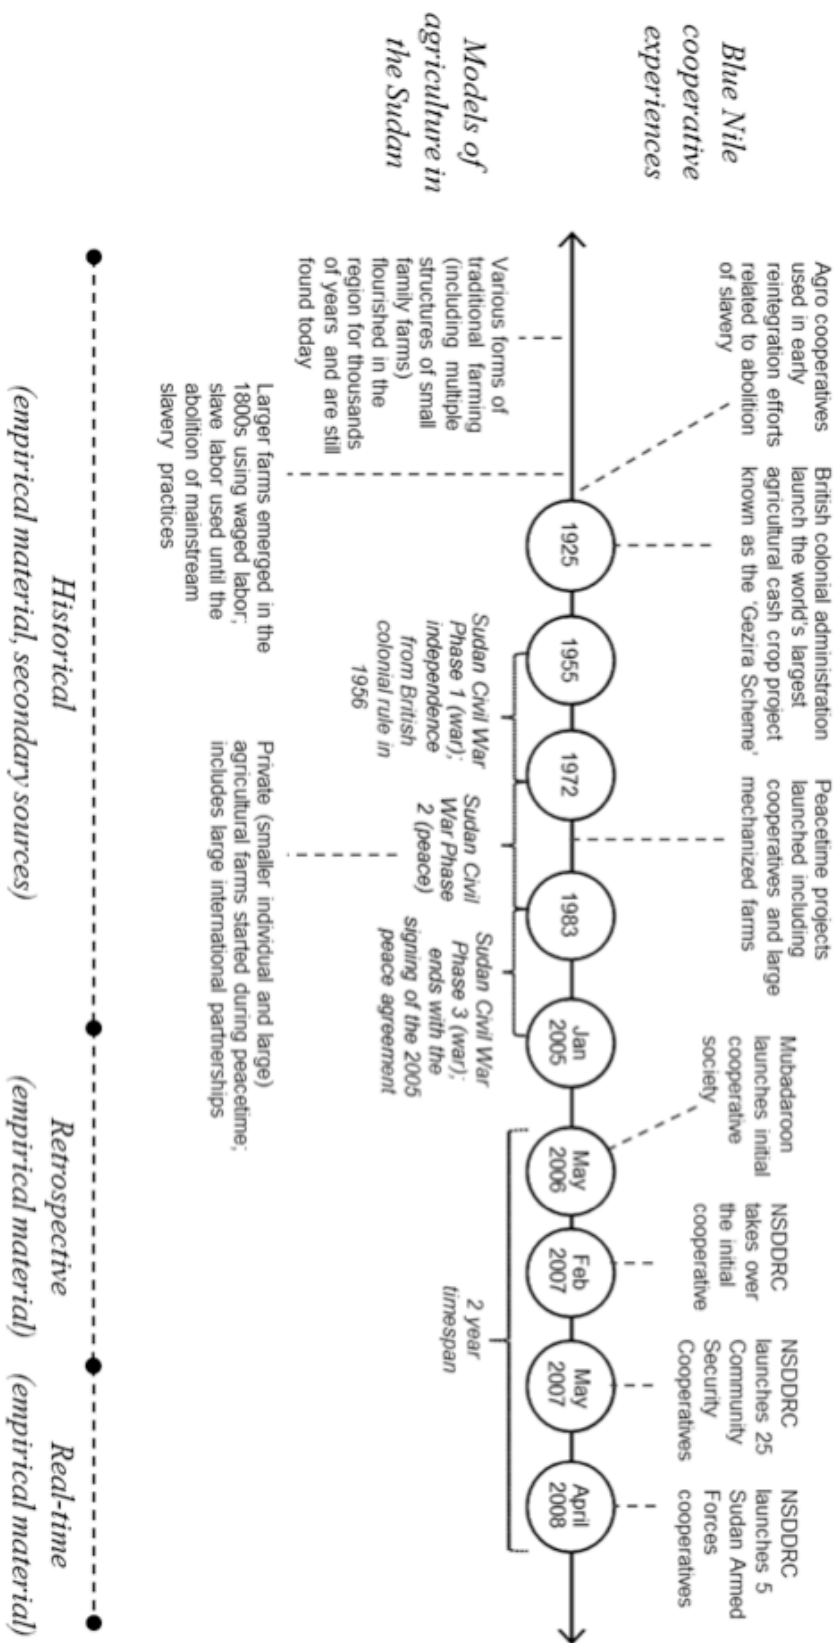 Blue Nile
cooperative
experiences
Agro cooperatives
used in early
reintegration efforts
related to abolition
of slavery
British colonial administration
launch the world's largest
agricultural cash crop project
known as the 'Gezira Scheme'
Peacetime projects
launched including
cooperatives and large
mechanized farms
Mubadaroon
launches initial
cooperative
society
NSDDRC
takes over
the initial
cooperative
NSDDRC
launches 25
Community
Security
Cooperatives
NSDDRC
launches 5
Sudan Armed
Forces
cooperatives
1925
1955
1972
1983
Jan
2005
May
2006
Feb
2007
May
2007
April
2008
Models of
agriculture in
the Sudan
Various forms of
traditional farming
(including multiple
structures of small
family farms)
flourished in the
region for thousands
of years and are still
found today
Larger farms emerged in the
1800s using waged labor;
slave labor used until the
abolition of mainstream
slavery practices
Sudan Civil War
Phase 1 (war);
independence
from British
colonial rule in
1956
Sudan Civil
War Phase
2 (peace)
Sudan Civil War
Phase 3 (war);
ends with the
signing of the 2005
peace agreement
Private (smaller individual and large)
agricultural farms started during peacetime;
includes large international partnerships
2 year
timespan
Historical
(empirical material, secondary sources)
Retrospective
(empirical material)
Real-time
(empirical material)